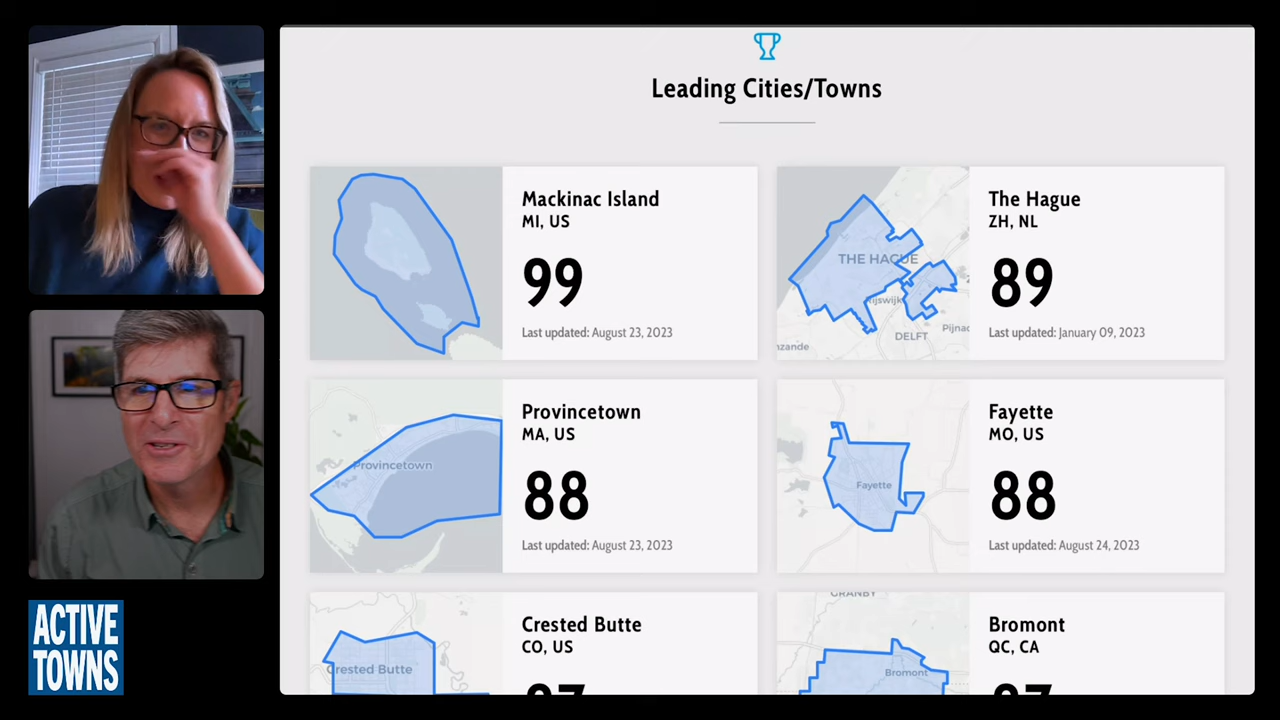 Leading Cities/Towns
Mackinac Island
MI, US
99
Last updated: August 23, 2023
The Hague
ZH, NL
89
Last updated: January 09, 2023
THE HAGUE
DELFT
Provincetown
MA, US
88
Last updated: August 23, 2023
Provincetown
Fayette
MO, US
88
Last updated: August 24, 2023
Fayette
Crested Butte
CO, US
Crested Butte
Bromont
QC, CA
GRANBY
Bromont
ACTIVE
TOWNS